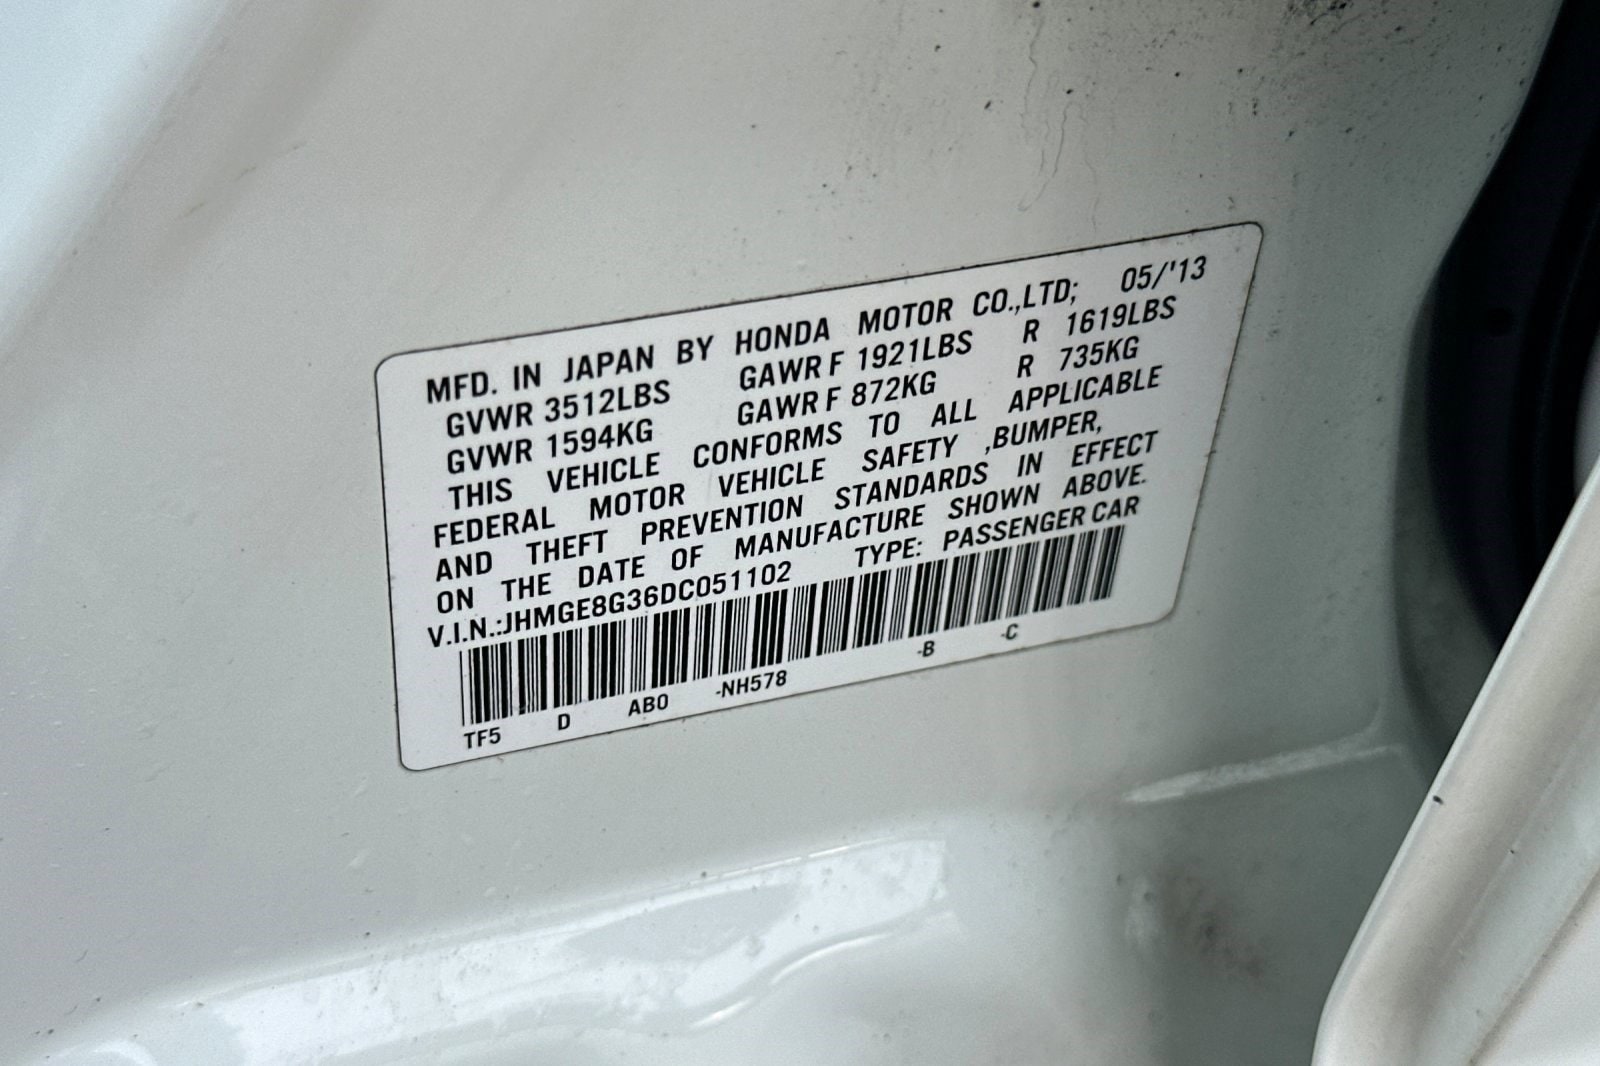 MFD. IN JAPAN BY HONDA MOTOR CO.,LTD; 05/'13
GVWR 3512LBS GAWR F 1921LBS R 1619LBS
GVWR 1594KG GAWR F 872KG R 735KG
THIS VEHICLE CONFORMS TO ALL APPLICABLE
FEDERAL MOTOR VEHICLE SAFETY ,BUMPER,
AND THEFT PREVENTION STANDARDS IN EFFECT
ON THE DATE OF MANUFACTURE SHOWN ABOVE.
V.I.N.:JHMGE8G36DC051102 TYPE: PASSENGER CAR
TF5 D AB0 -NH578 -B -C